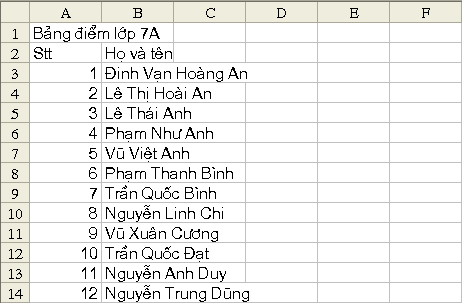 A B C D E F
1 Bảng điểm lớp 7A
2 Stt Họ và tên
3 1 Đinh Vạn Hoàng An
4 2 Lê Thị Hoài An
5 3 Lê Thái Anh
6 4 Phạm Như Anh
7 5 Vũ Việt Anh
8 6 Phạm Thanh Bình
9 7 Trần Quốc Bình
10 8 Nguyễn Linh Chi
11 9 Vũ Xuân Cương
12 10 Trần Quốc Đạt
13 11 Nguyễn Anh Duy
14 12 Nguyễn Trung Dũng